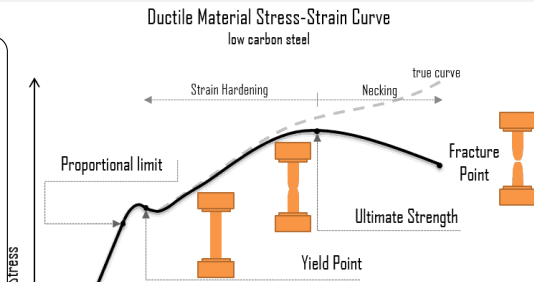 Ductile Material Stress-Strain Curve
low carbon steel
true curve
Strain Hardening
Necking
Proportional limit
Fracture
Point
Ultimate Strength
Yield Point
Stress